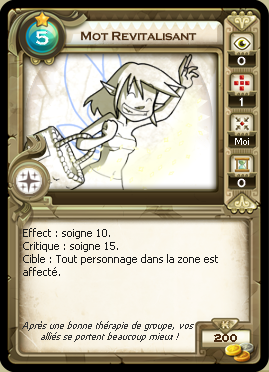 5
MOT REVITALISANT
0
1
Moi
0
Effect : soigne 10.
Critique : soigne 15.
Cible : Tout personnage dans la zone est
affecté.
Après une bonne thérapie de groupe, vos
alliés se portent beaucoup mieux !
K
200